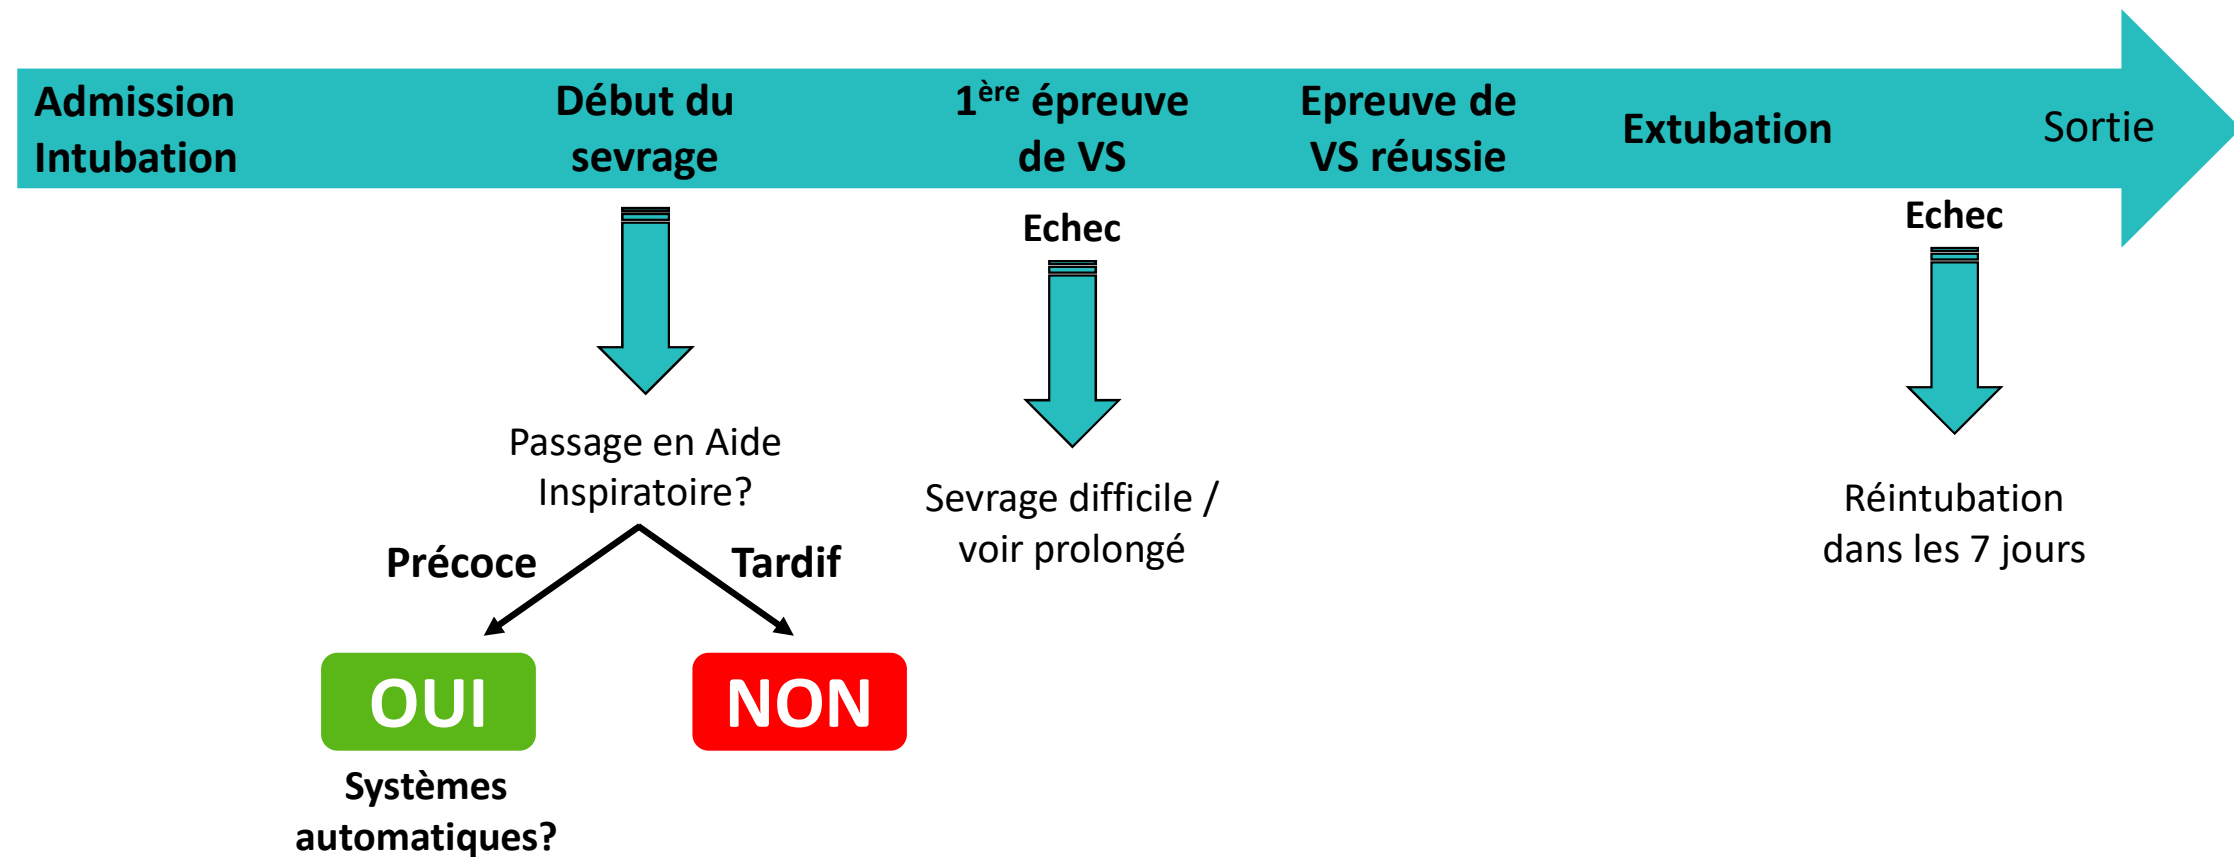 Admission
Intubation
Début du
sevrage
1ère épreuve
de VS
Epreuve de
VS réussie
Extubation
Sortie
Echec
Echec
Passage en Aide
Inspiratoire?
Sevrage difficile /
voir prolongé
Réintubation
dans les 7 jours
Précoce
Tardif
OUI
NON
Systèmes
automatiques?